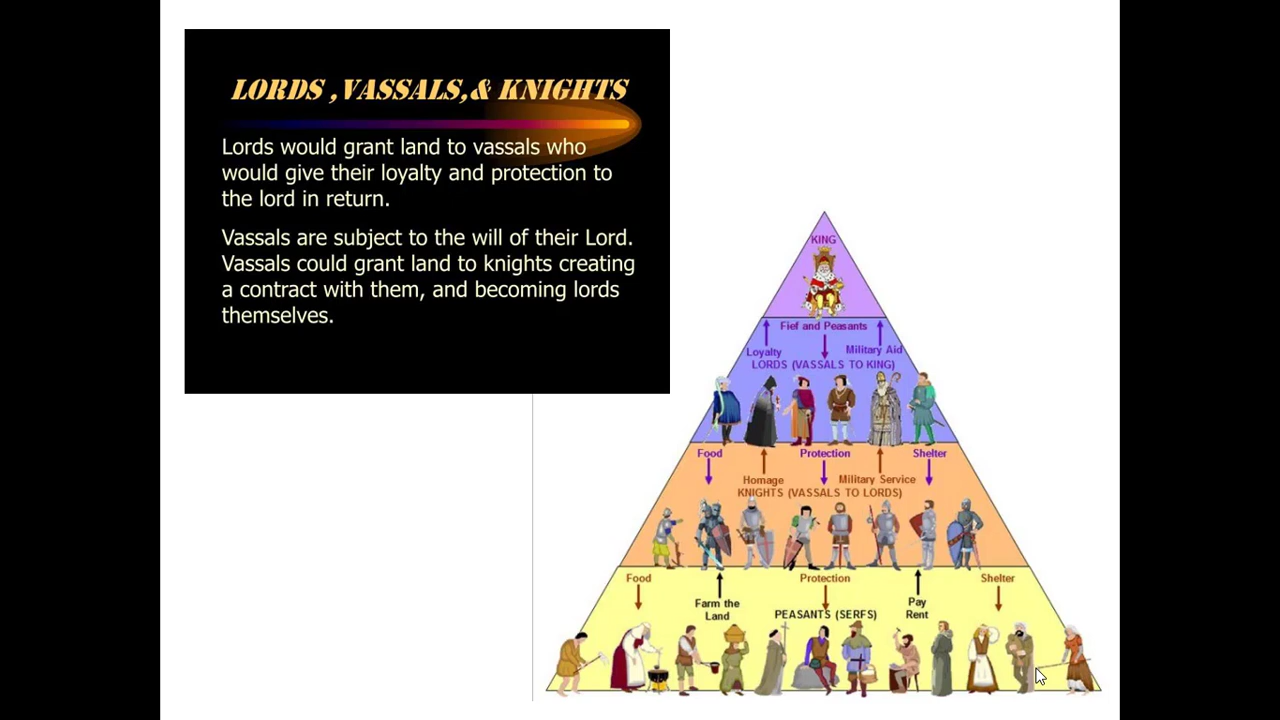 LORDS ,VASSALS,& KNIGHTS
Lords would grant land to vassals who
would give their loyalty and protection to
the lord in return.
Vassals are subject to the will of their Lord.
Vassals could grant land to knights creating
a contract with them, and becoming lords
themselves.
KING
Fief and Peasants
Loyalty Military Aid
LORDS (VASSALS TO KING)
Food Protection Shelter
Homage Military Service
KNIGHTS (VASSALS TO LORDS)
Food Protection Shelter
Farm the Pay
Land PEASANTS (SERFS) Rent